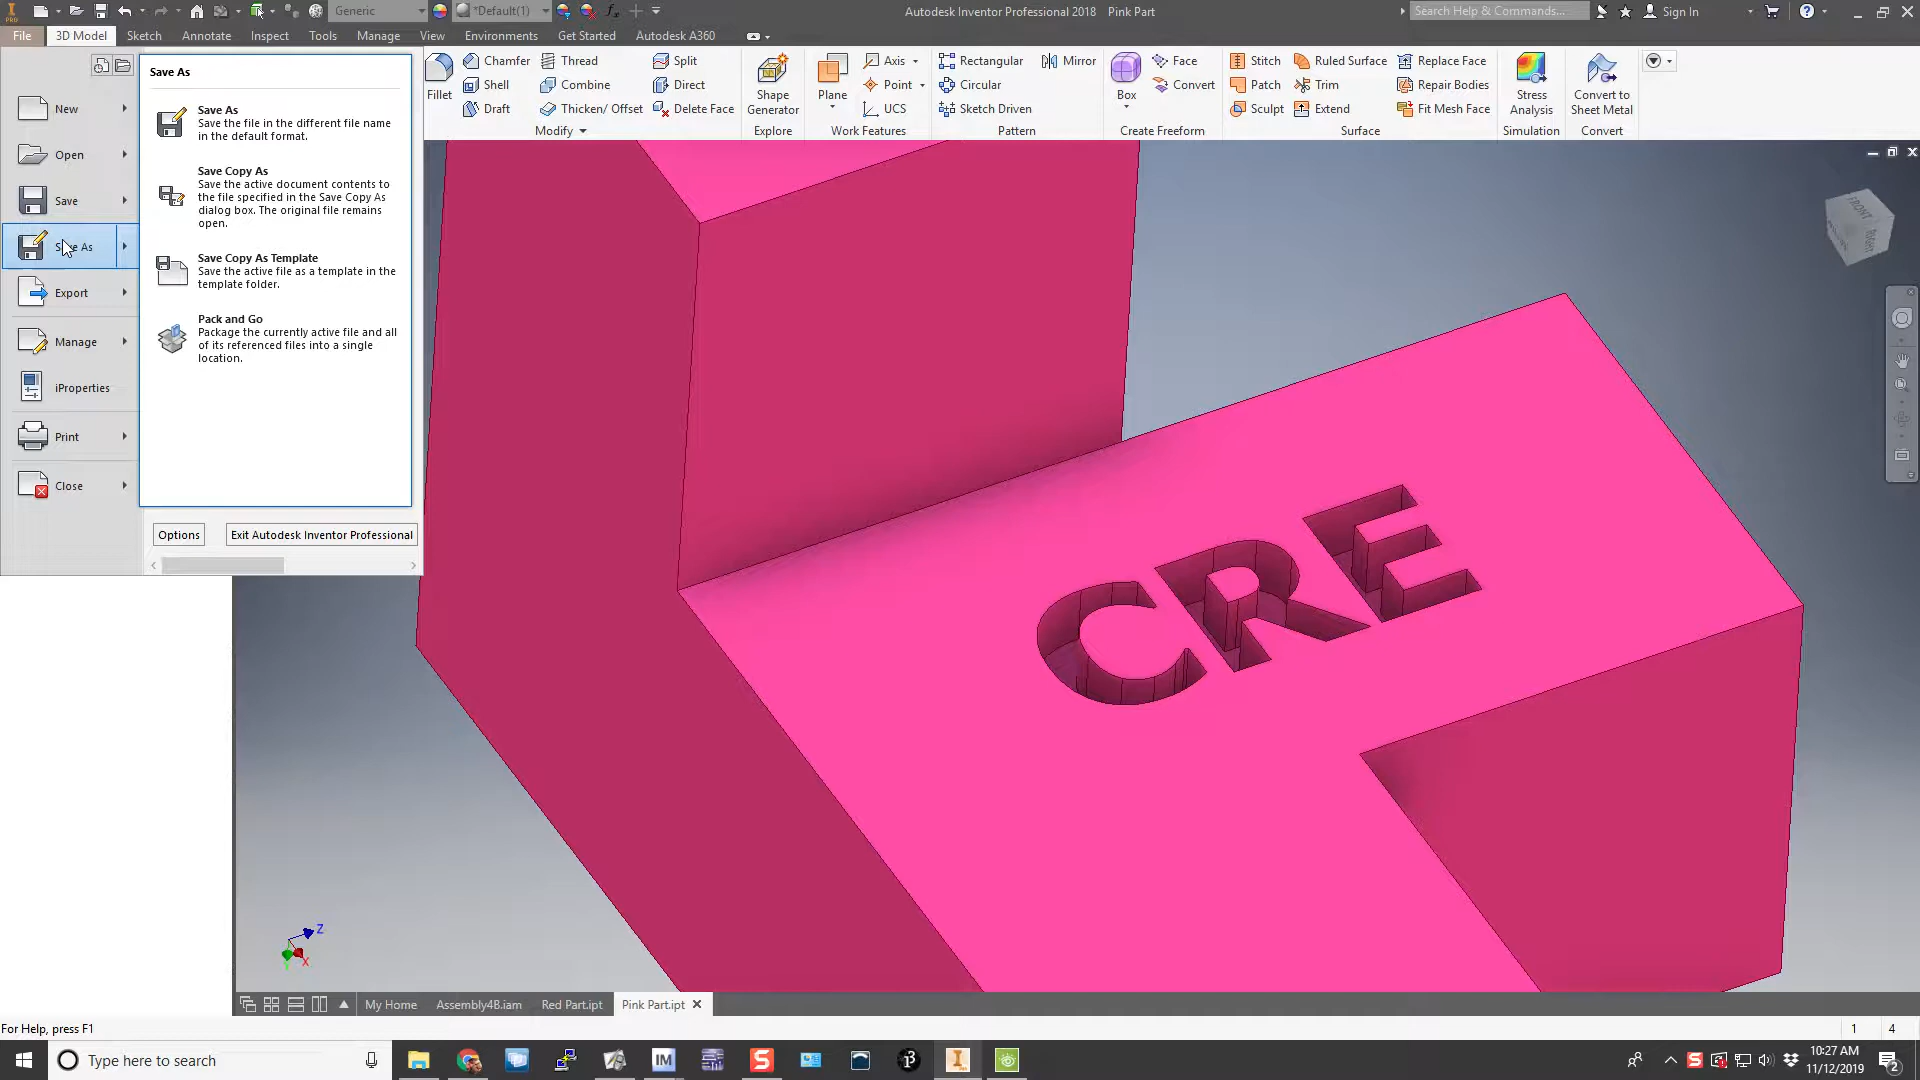 PRO
Generic
*Default(1)
Autodesk Inventor Professional 2018 Pink Part
Search Help & Commands...
Sign In
File 3D Model Sketch Annotate Inspect Tools Manage View Environments Get Started Autodesk A360
New
Open
Save
Save As
Export
Manage
iProperties
Print
Close
Save As
Save As
Save the file in the different file name
in the default format.
Save Copy As
Save the active document contents to
the file specified in the Save Copy As
dialog box. The original file remains
open.
Save Copy As Template
Save the active file as a template in the
template folder.
Pack and Go
Package the currently active file and all
of its referenced files into a single
location.
Options
Exit Autodesk Inventor Professional
Fillet
Chamfer Thread Split
Shell Combine Direct
Draft Thicken/ Offset Delete Face
Modify
Shape
Generator
Explore
Plane
Axis
Point
UCS
Work Features
Rectangular Mirror
Circular
Sketch Driven
Pattern
Box
Face
Convert
Create Freeform
Stitch Ruled Surface Replace Face
Patch Trim Repair Bodies
Sculpt Extend Fit Mesh Face
Surface
Stress
Analysis
Simulation
Convert to
Sheet Metal
Convert
FRONT
RIGHT
CRE
Z
Y
X
My Home Assembly4B.iam Red Part.ipt Pink Part.ipt
For Help, press F1
1 4
Type here to search
IM
10:27 AM
11/12/2019
2